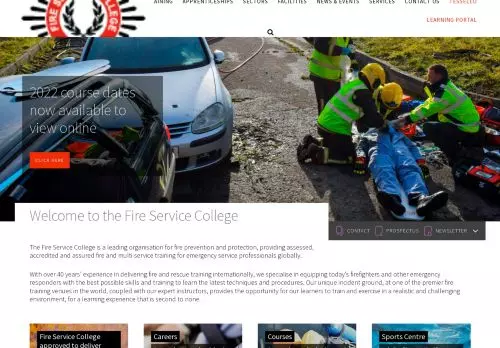 FIRE S COLLEGE
AINING APPRENTICESHIPS SECTORS FACILITIES NEWS & EVENTS SERVICES CONTACT US TESSELLO
LEARNING PORTAL
2022 course dates
now available to
view online
CLICK HERE
Welcome to the Fire Service College
CONTACT PROSPECTUS NEWSLETTER
The Fire Service College is a leading organisation for fire prevention and protection, providing assessed,
accredited and assured fire and multi-service training for emergency service professionals globally.
With over 40 years' experience in delivering fire and rescue training internationally, we specialise in equipping today's firefighters and other emergency
responders with the best possible skills and training to learn the latest techniques and procedures. Our unique incident ground, at one of the premier fire
training venues in the world, coupled with our expert instructors, provides the opportunity for our learners to train and exercise in a realistic and challenging
environment, for a learning experience that is second to none.
Fire Service College
approved to deliver
Careers
Courses
Sports Centre